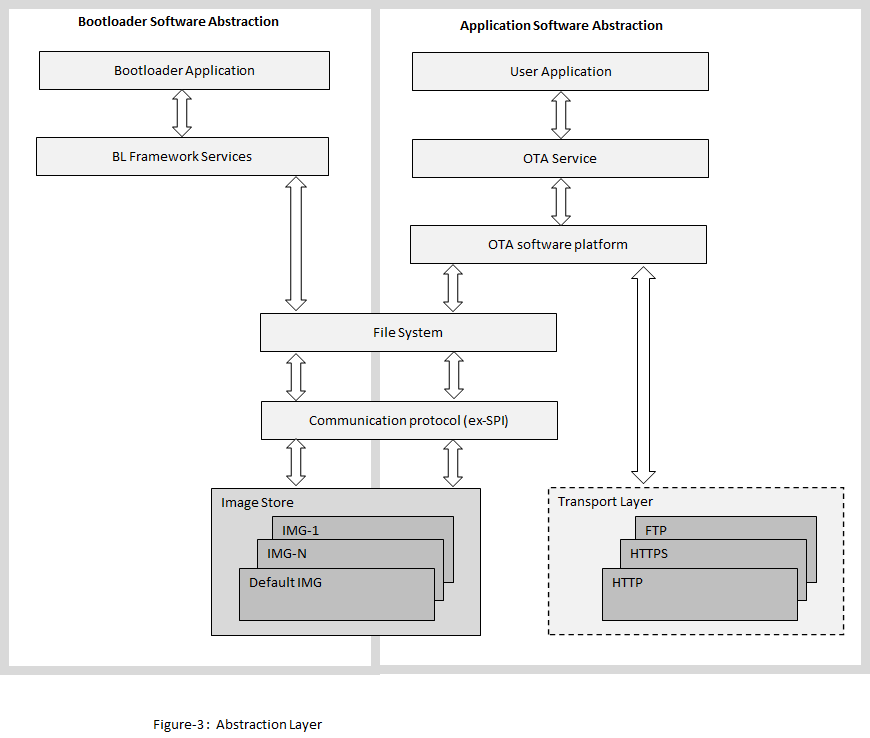 Bootloader Software Abstraction
Application Software Abstraction
Bootloader Application
User Application
BL Framework Services
OTA Service
OTA software platform
File System
Communication protocol (ex-SPI)
Image Store
IMG-1
IMG-N
Default IMG
Transport Layer
FTP
HTTPS
HTTP
Figure-3: Abstraction Layer